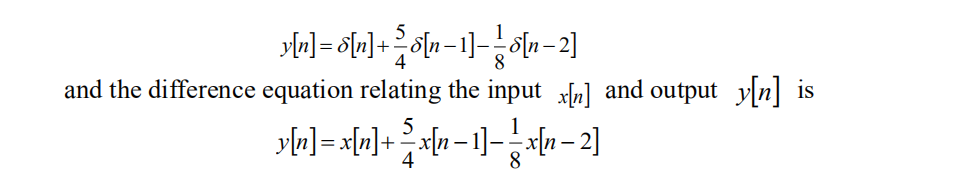 y[n] = δ[n] + 5/4 δ[n − 1] − 1/8 δ[n − 2]
and the difference equation relating the input x[n] and output y[n] is
y[n] = x[n] + 5/4 x[n − 1] − 1/8 x[n − 2]